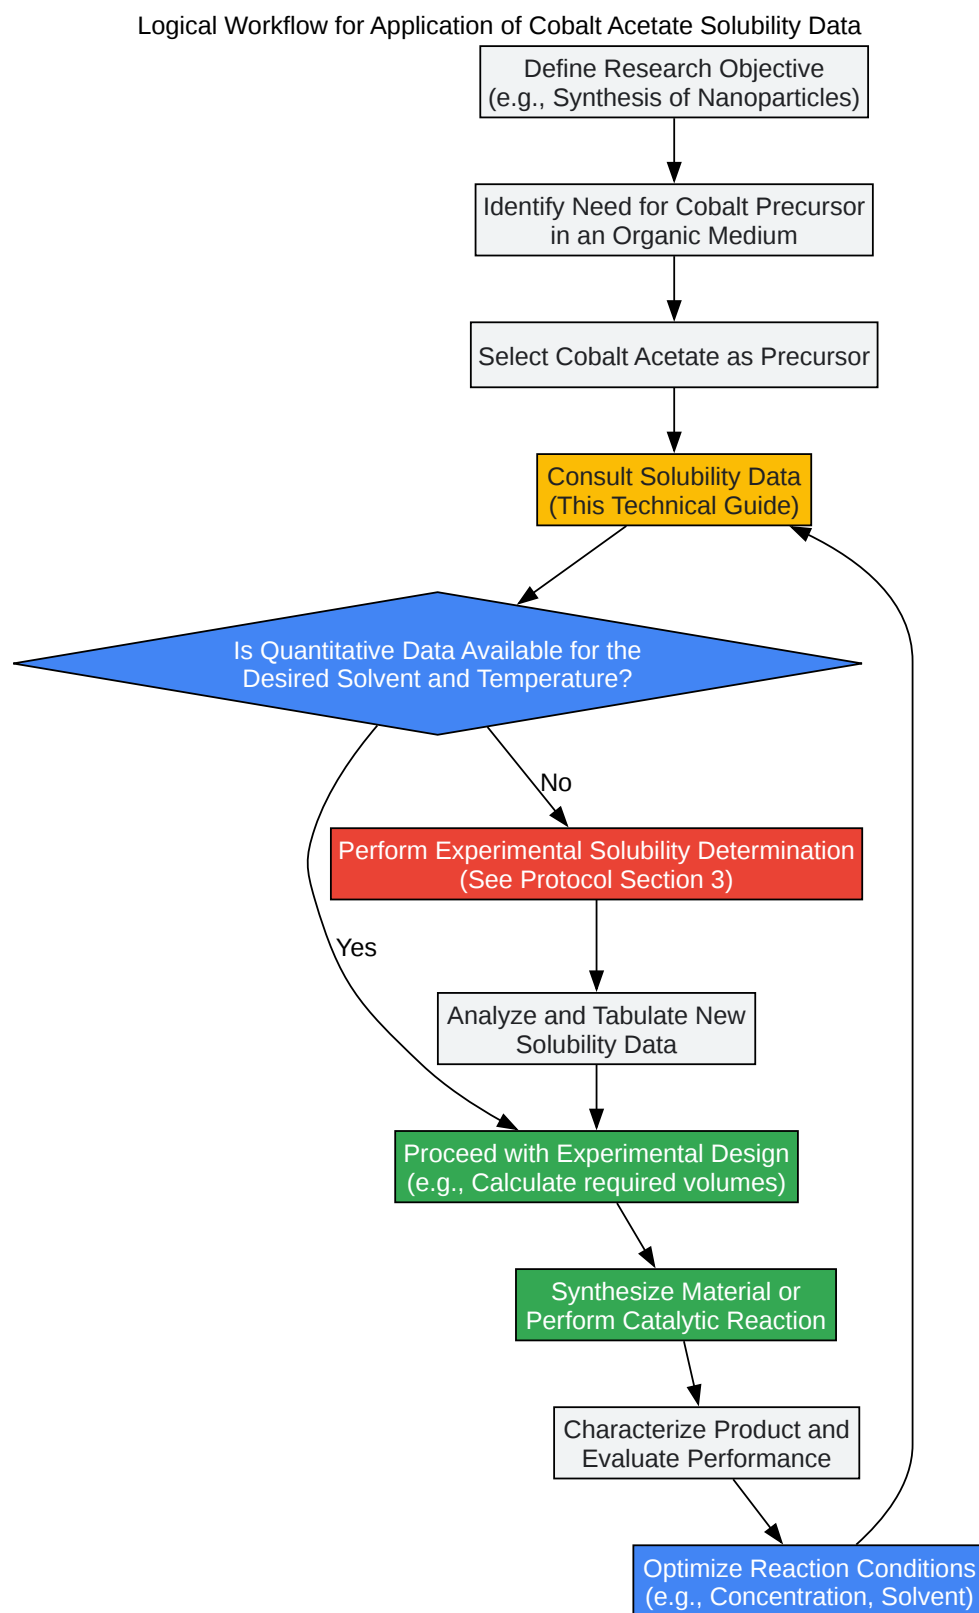 Logical Workflow for Application of Cobalt Acetate Solubility Data
Define Research Objective
(e.g., Synthesis of Nanoparticles)
Identify Need for Cobalt Precursor
in an Organic Medium
Select Cobalt Acetate as Precursor
Consult Solubility Data
(This Technical Guide)
Is Quantitative Data Available for the
Desired Solvent and Temperature?
No
Perform Experimental Solubility Determination
(See Protocol Section 3)
Yes
Analyze and Tabulate New
Solubility Data
Proceed with Experimental Design
(e.g., Calculate required volumes)
Synthesize Material or
Perform Catalytic Reaction
Characterize Product and
Evaluate Performance
Optimize Reaction Conditions
(e.g., Concentration, Solvent)